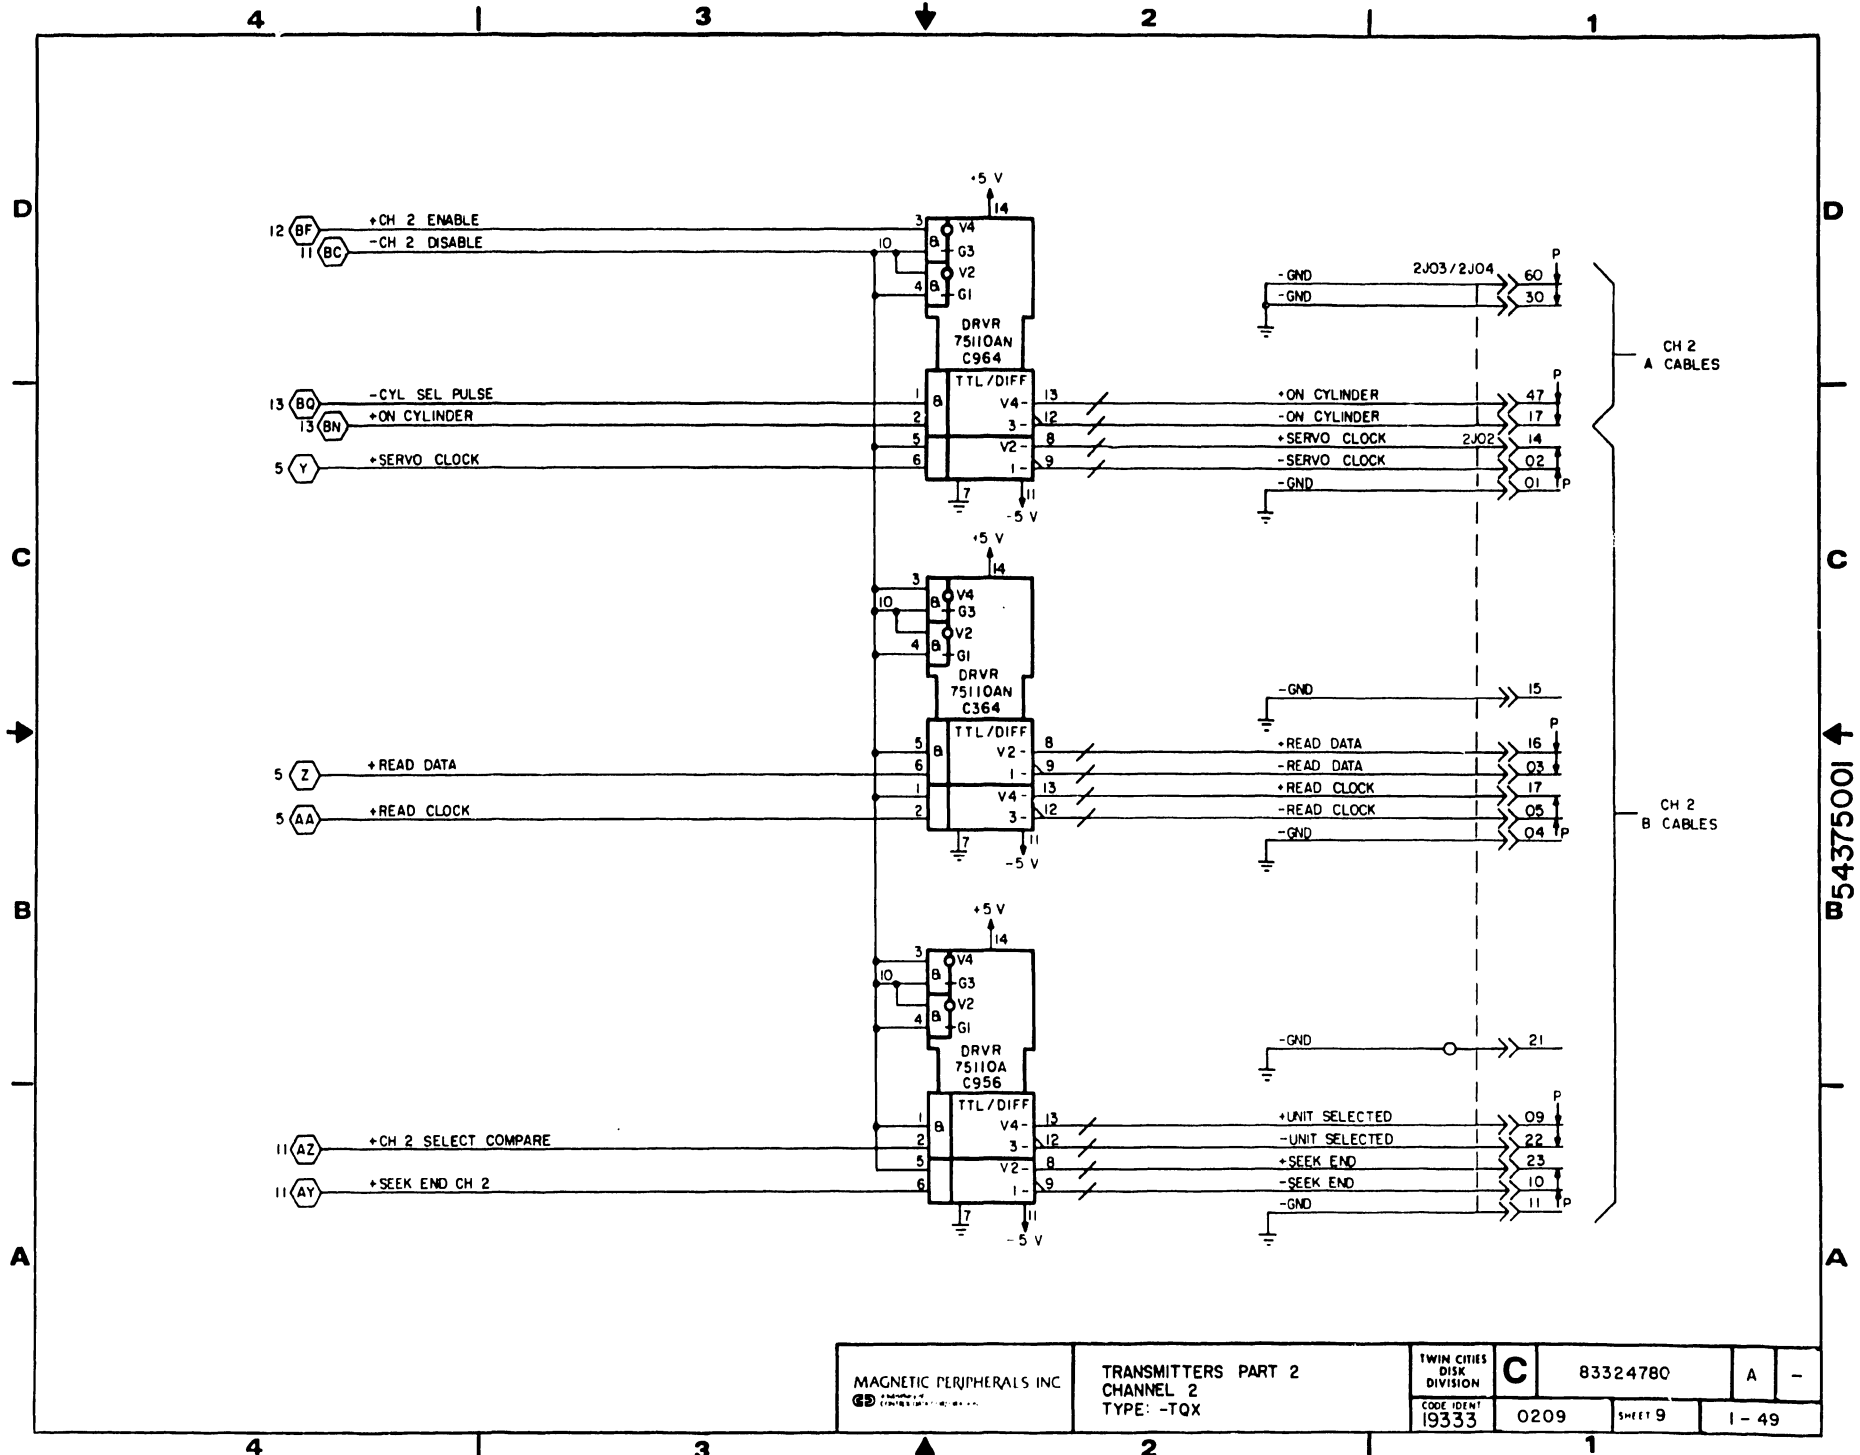 4 3 2 1
+5 V
14
D D
12 BF +CH 2 ENABLE 3 V4
11 BC -CH 2 DISABLE 10 & G3
V2
4 & G1
DRVR
75110AN
C964
-GND 2J03/2J04 60 P
-GND 30
CH 2
A CABLES
TTL/DIFF
13 BQ -CYL SEL PULSE 1 & V4 13 +ON CYLINDER 47 P
13 BN +ON CYLINDER 2 3 12 -ON CYLINDER 17
5 V2 8 +SERVO CLOCK 2J02 14
5 Y +SERVO CLOCK 6 1 9 -SERVO CLOCK 02
-GND 01 P
7 11
-5 V
+5 V
14
C C
3 V4
10 & G3
V2
4 & G1
DRVR
75110AN
C364
-GND 15
TTL/DIFF
5 & V2 8 +READ DATA 16 P
5 Z +READ DATA 6 1 9 -READ DATA 03
1 V4 13 +READ CLOCK 17
5 AA +READ CLOCK 2 3 12 -READ CLOCK 05
-GND 04 P
7 11
-5 V
CH 2
B CABLES
54375001
B B
+5 V
14
3 V4
10 & G3
V2
4 & G1
DRVR
75110A
C956
-GND 21
TTL/DIFF
1 & V4 13 +UNIT SELECTED 09 P
11 AZ +CH 2 SELECT COMPARE 2 3 12 -UNIT SELECTED 22
5 V2 8 +SEEK END 23
11 AY +SEEK END CH 2 6 1 9 -SEEK END 10
-GND 11 P
7 11
-5 V
A A
MAGNETIC PERIPHERALS INC
TRANSMITTERS PART 2
CHANNEL 2
TYPE: -TQX
TWIN CITIES
DISK
DIVISION
C 83324780 A -
CODE IDENT
19333 0209 SHEET 9 1-49
4 3 2 1